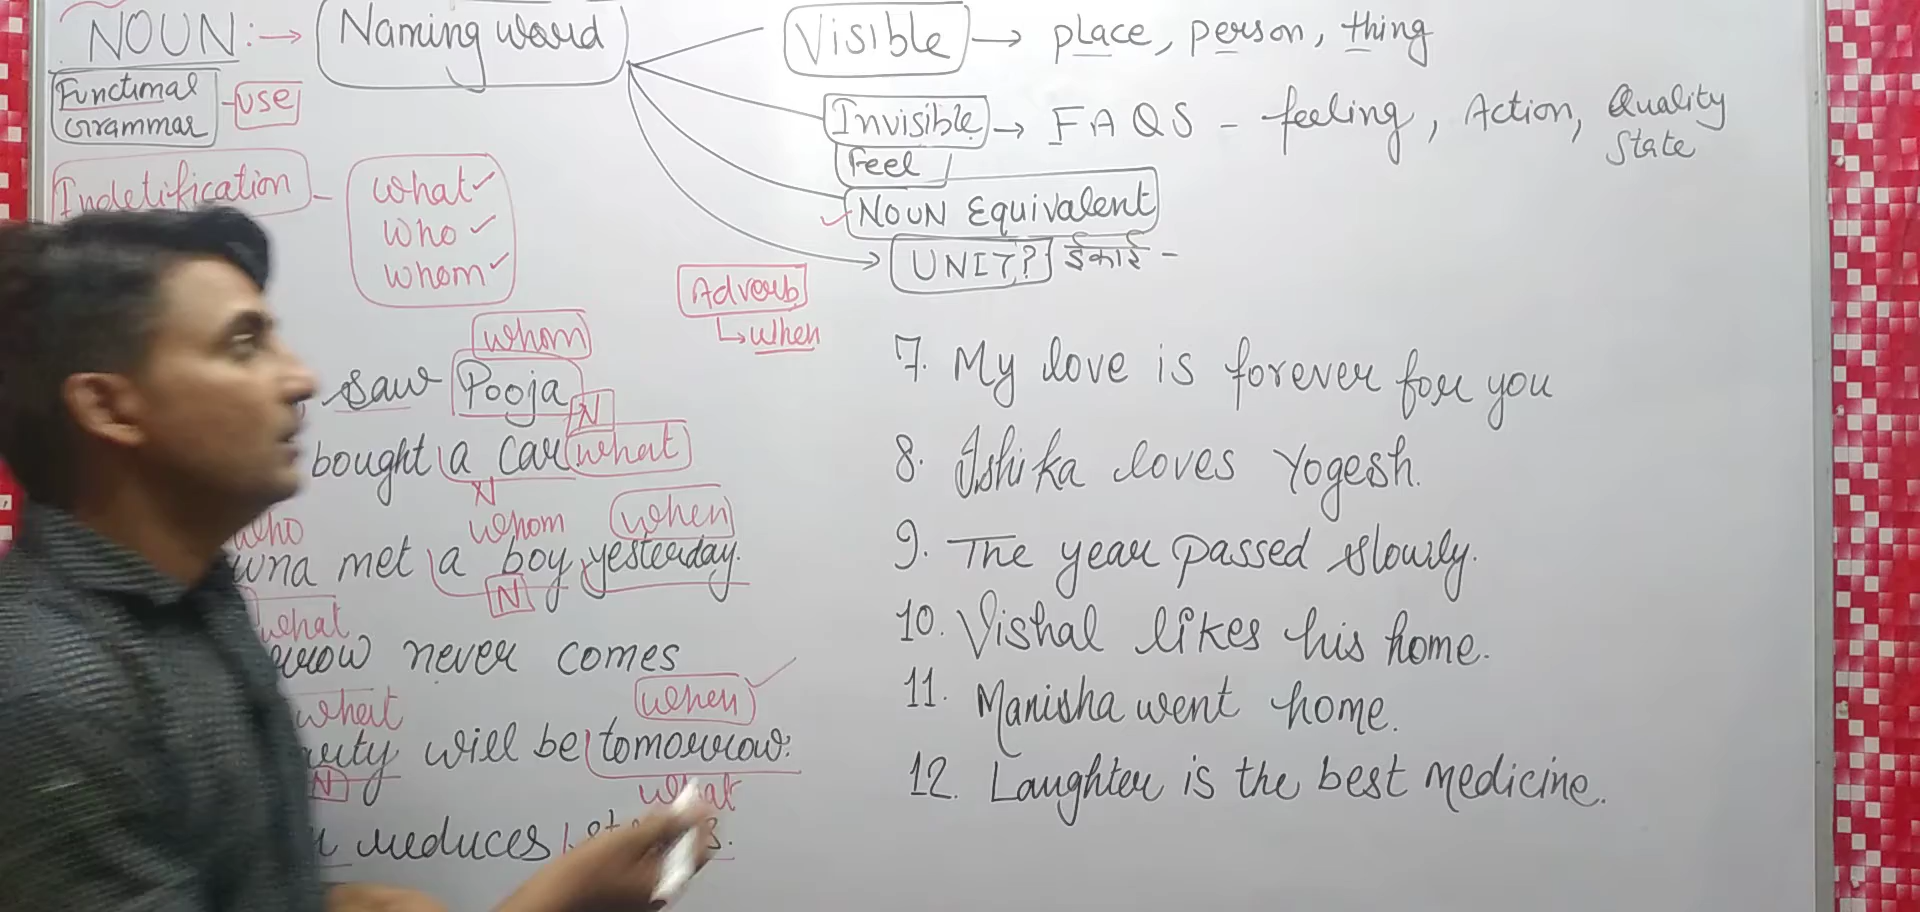 NOUN :→ Naming word
Visible → place, person, thing
Functional Grammar - USE
Invisible → FAQS - feeling, Action, Quality State
Feel
Indetification - what ✓ who ✓ whom ✓
✓ NOUN Equivalent
UNIT? ईकाई -
Adverb
↳ when
whom
saw Pooja
N
bought a car what
N
who whom when
met a boy yesterday.
N
what
never comes
what when ✓
will be tomorrow.
N what
reduces
7. My love is forever for you
8. Ishika loves Yogesh.
9. The year passed slowly.
10. Vishal likes his home.
11. Manisha went home.
12. Laughter is the best medicine.